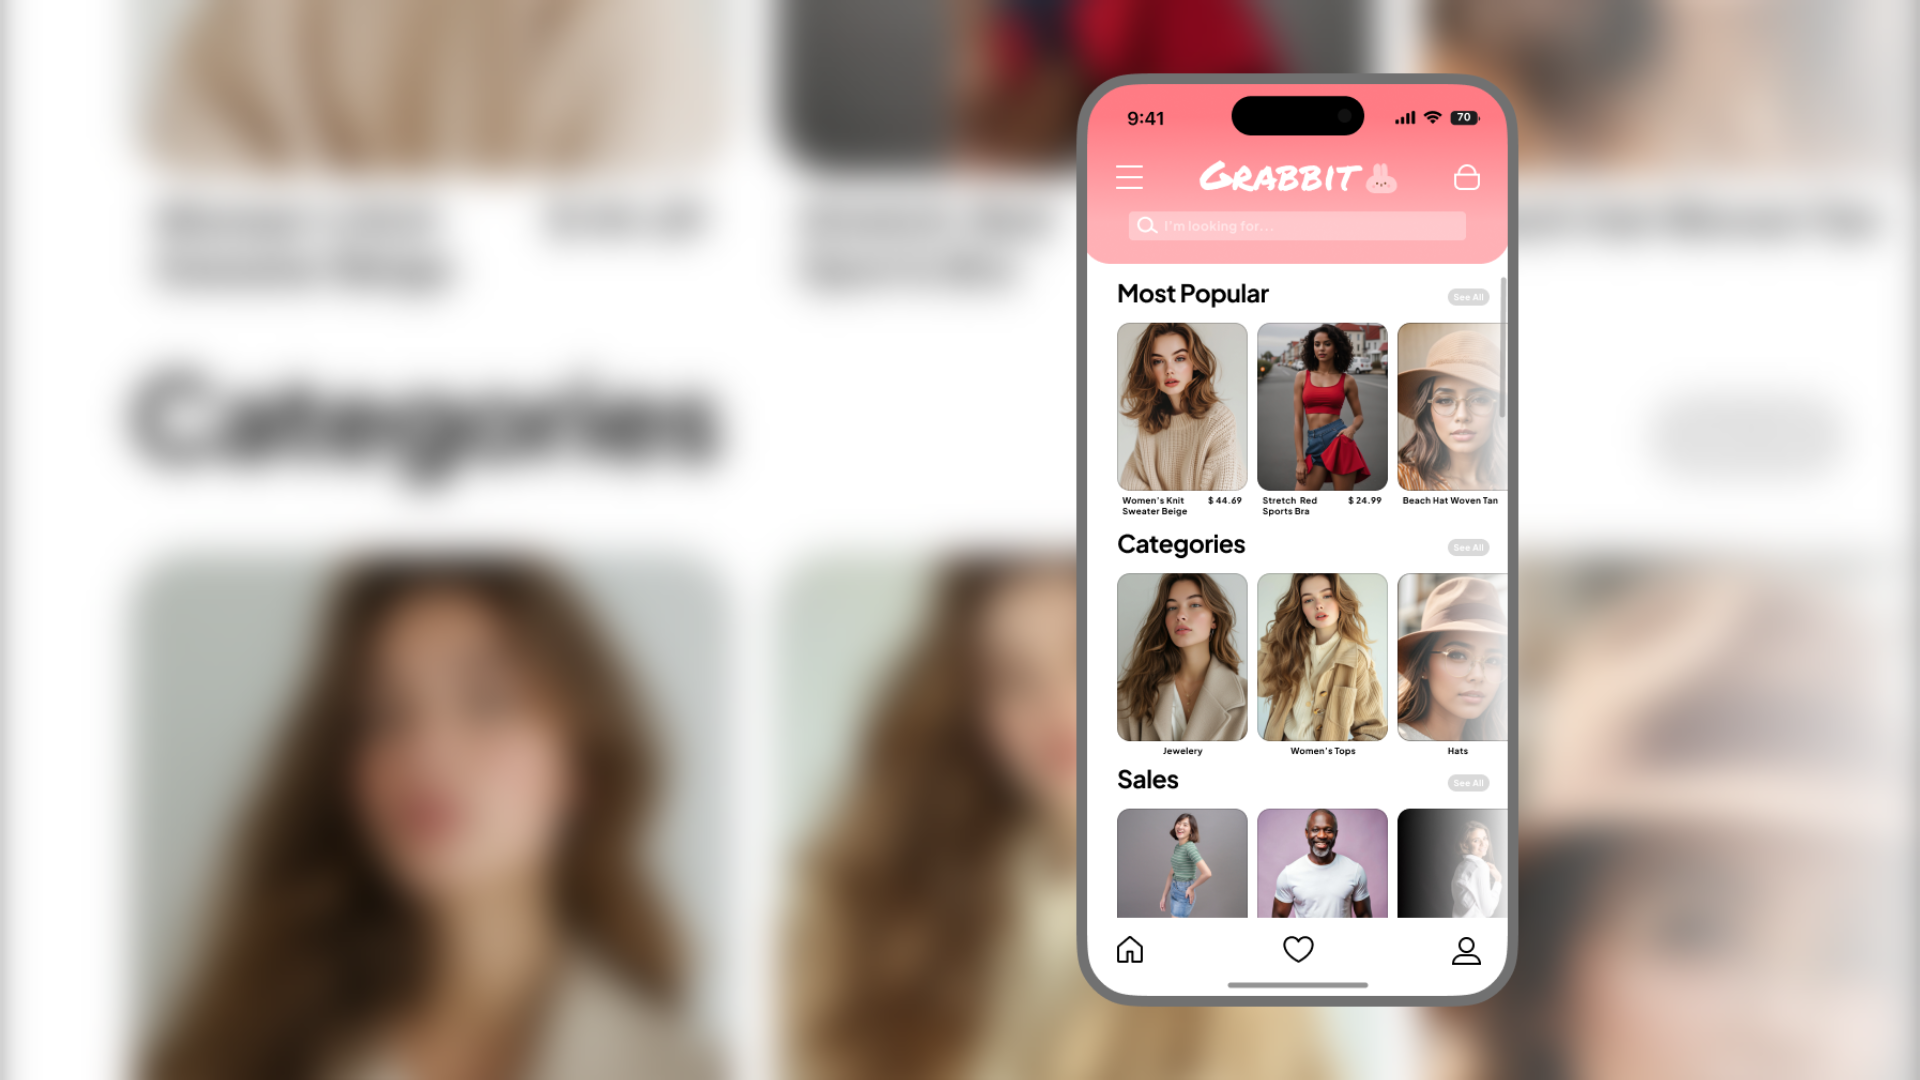 9:41
70
GRABBIT
I'm looking for...
Most Popular
See All
Women's Knit
Sweater Beige
$ 44.69
Stretch Red
Sports Bra
$ 24.99
Beach Hat Woven Tan
Categories
See All
Jewelery
Women's Tops
Hats
Sales
See All
Categories